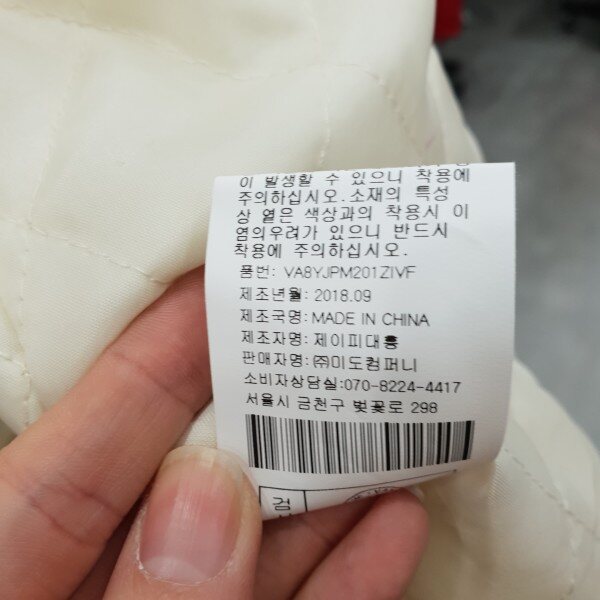 이 발생할 수 있으니 착용에
주의하십시오.소재의 특성
상 옅은 색상과의 착용시 이
염의우려가 있으니 반드시
착용에 주의하십시오.
품번: VA8YJPM201ZIVF
제조년월: 2018.09
제조국명: MADE IN CHINA
제조자명: 제이피대흥
판매자명: ㈜미도컴퍼니
소비자상담실:070-8224-4417
서울시 금천구 벚꽃로 298
검